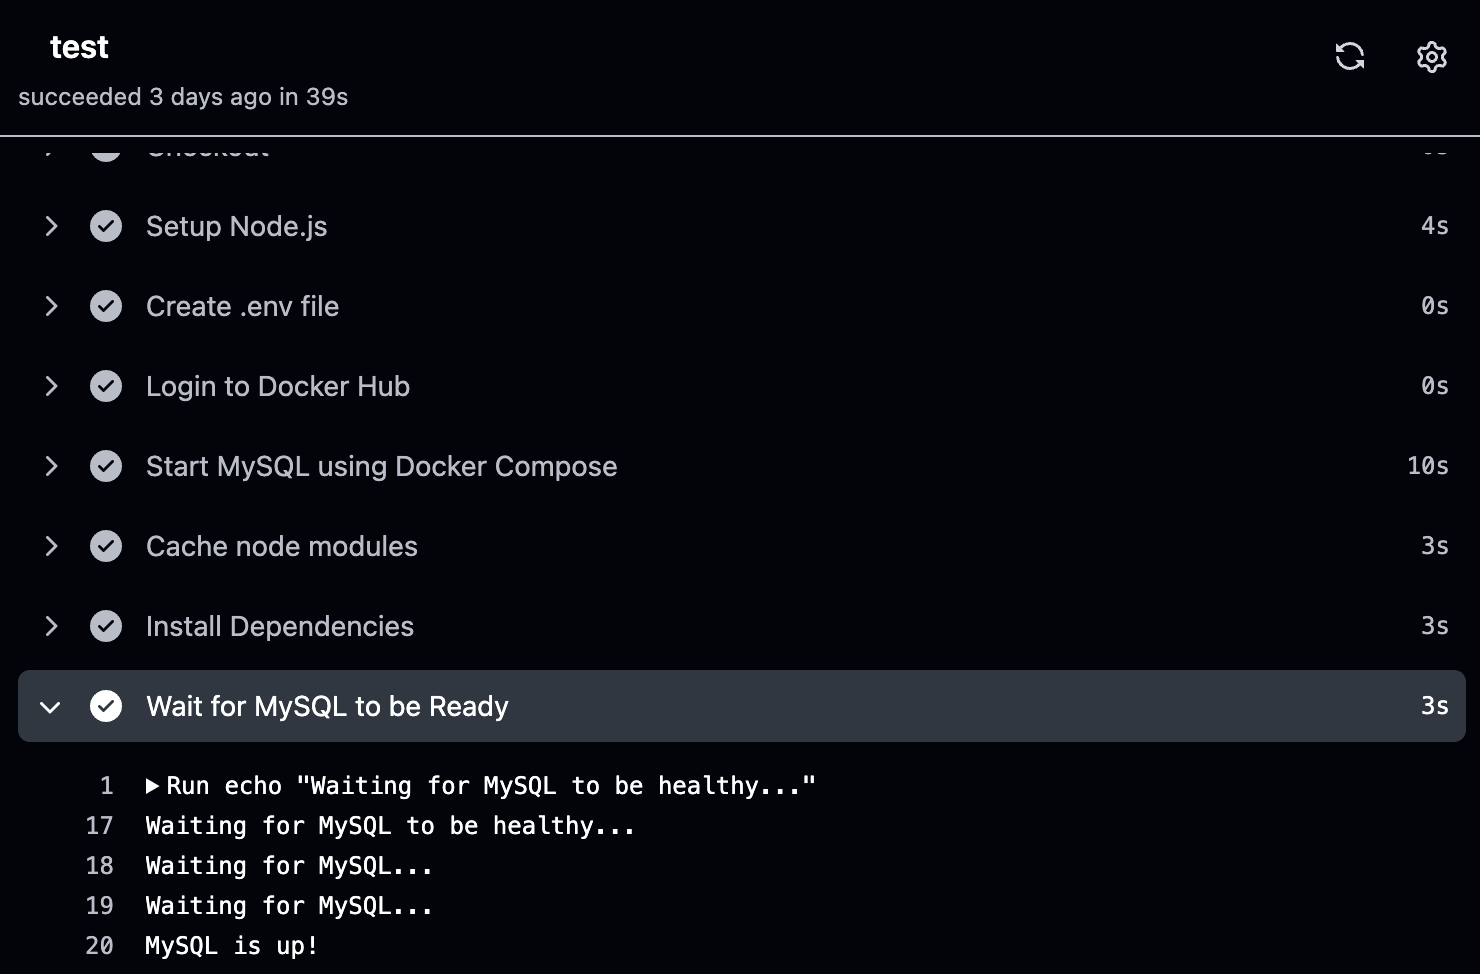 test
succeeded 3 days ago in 39s
Checkout
Setup Node.js 4s
Create .env file 0s
Login to Docker Hub 0s
Start MySQL using Docker Compose 10s
Cache node modules 3s
Install Dependencies 3s
Wait for MySQL to be Ready 3s
1 Run echo "Waiting for MySQL to be healthy..."
17 Waiting for MySQL to be healthy...
18 Waiting for MySQL...
19 Waiting for MySQL...
20 MySQL is up!